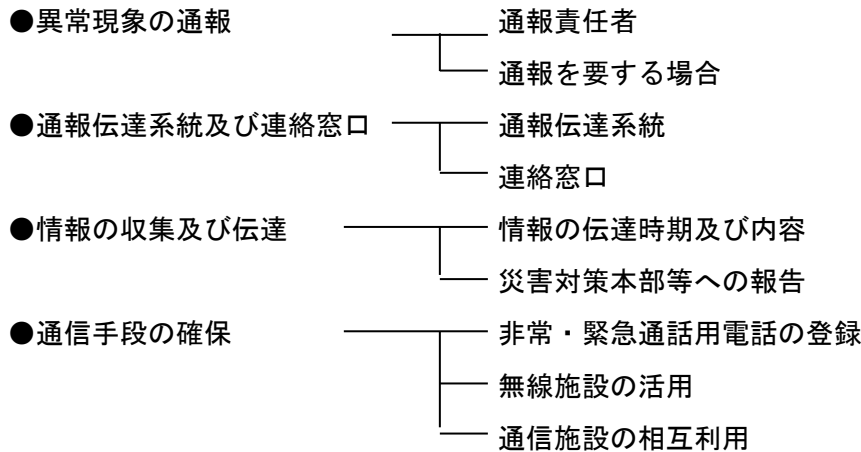 ●異常現象の通報 通報責任者
通報を要する場合
●通報伝達系統及び連絡窓口 通報伝達系統
連絡窓口
●情報の収集及び伝達 情報の伝達時期及び内容
災害対策本部等への報告
●通信手段の確保 非常・緊急通話用電話の登録
無線施設の活用
通信施設の相互利用